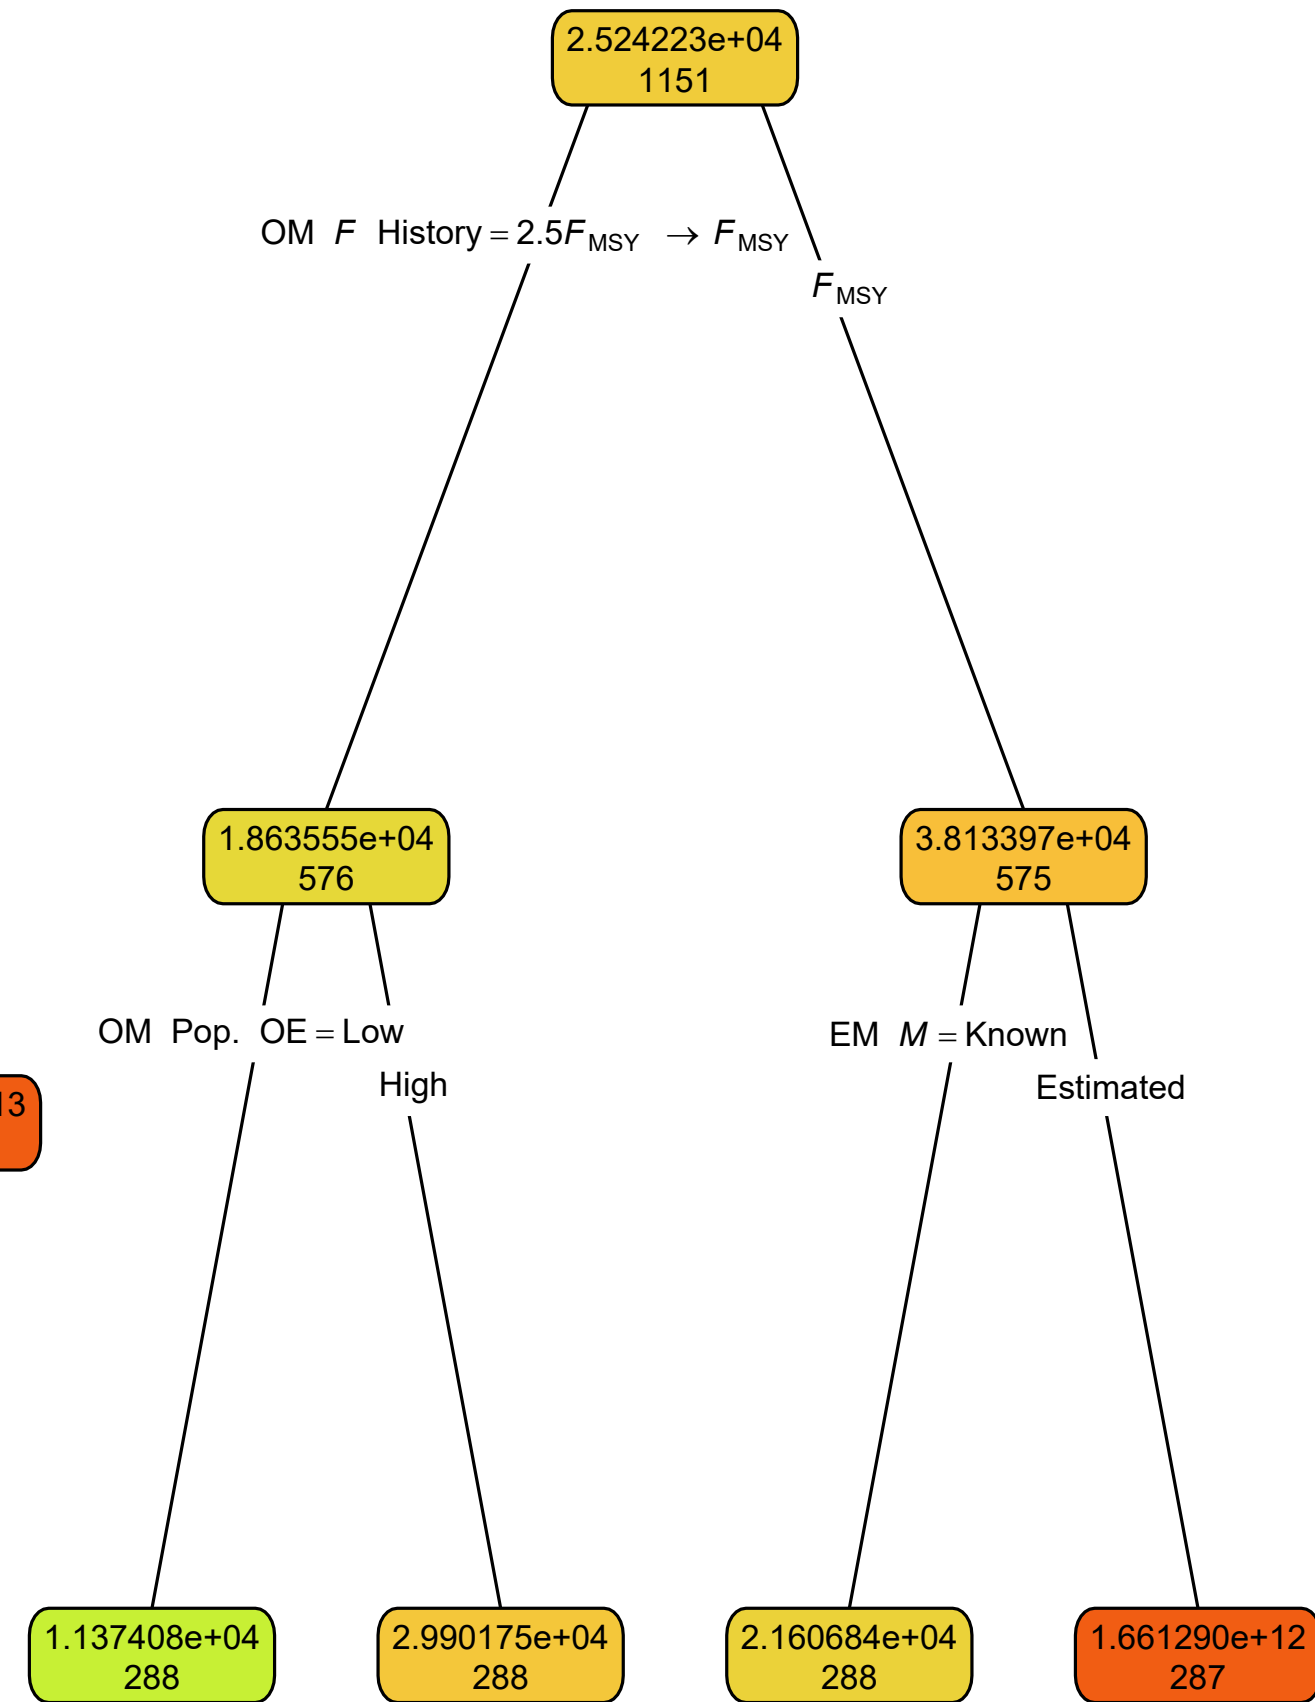 2.524223e+04
1151
OM F History = 2.5F_MSY → F_MSY
F_MSY
1.863555e+04
576
3.813397e+04
575
OM Pop. OE = Low
High
EM M = Known
Estimated
13
1.137408e+04
288
2.990175e+04
288
2.160684e+04
288
1.661290e+12
287